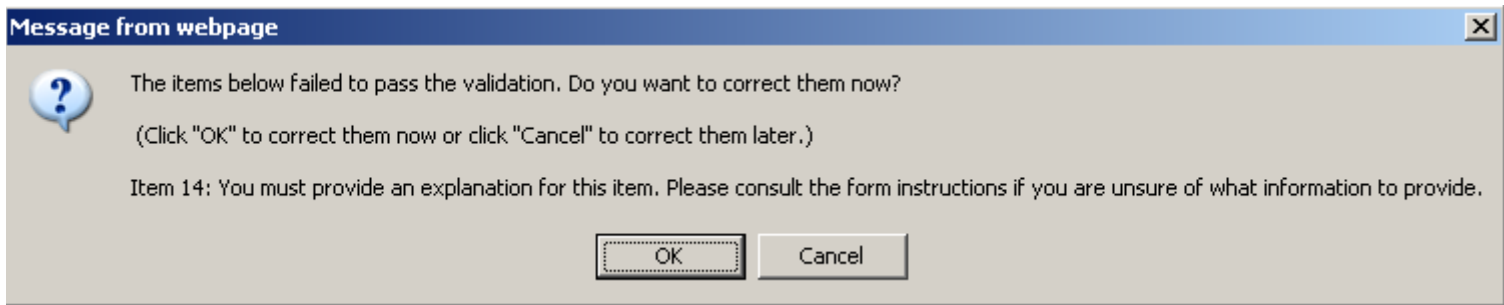 Message from webpage
The items below failed to pass the validation. Do you want to correct them now?
(Click "OK" to correct them now or click "Cancel" to correct them later.)
Item 14: You must provide an explanation for this item. Please consult the form instructions if you are unsure of what information to provide.
OK
Cancel